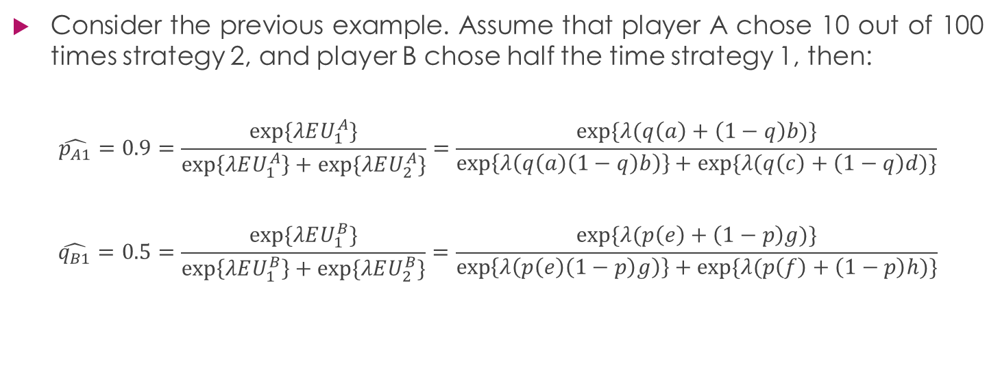 Consider the previous example. Assume that player A chose 10 out of 100
times strategy 2, and player B chose half the time strategy 1, then:
$\widehat{p_{A1}} = 0.9 = \frac{\exp\{\lambda EU_1^A\}}{\exp\{\lambda EU_1^A\} + \exp\{\lambda EU_2^A\}} = \frac{\exp\{\lambda(q(a) + (1 - q)b)\}}{\exp\{\lambda(q(a)(1 - q)b)\} + \exp\{\lambda(q(c) + (1 - q)d)\}}$
$\widehat{q_{B1}} = 0.5 = \frac{\exp\{\lambda EU_1^B\}}{\exp\{\lambda EU_1^B\} + \exp\{\lambda EU_2^B\}} = \frac{\exp\{\lambda(p(e) + (1 - p)g)\}}{\exp\{\lambda(p(e)(1 - p)g)\} + \exp\{\lambda(p(f) + (1 - p)h)\}}$